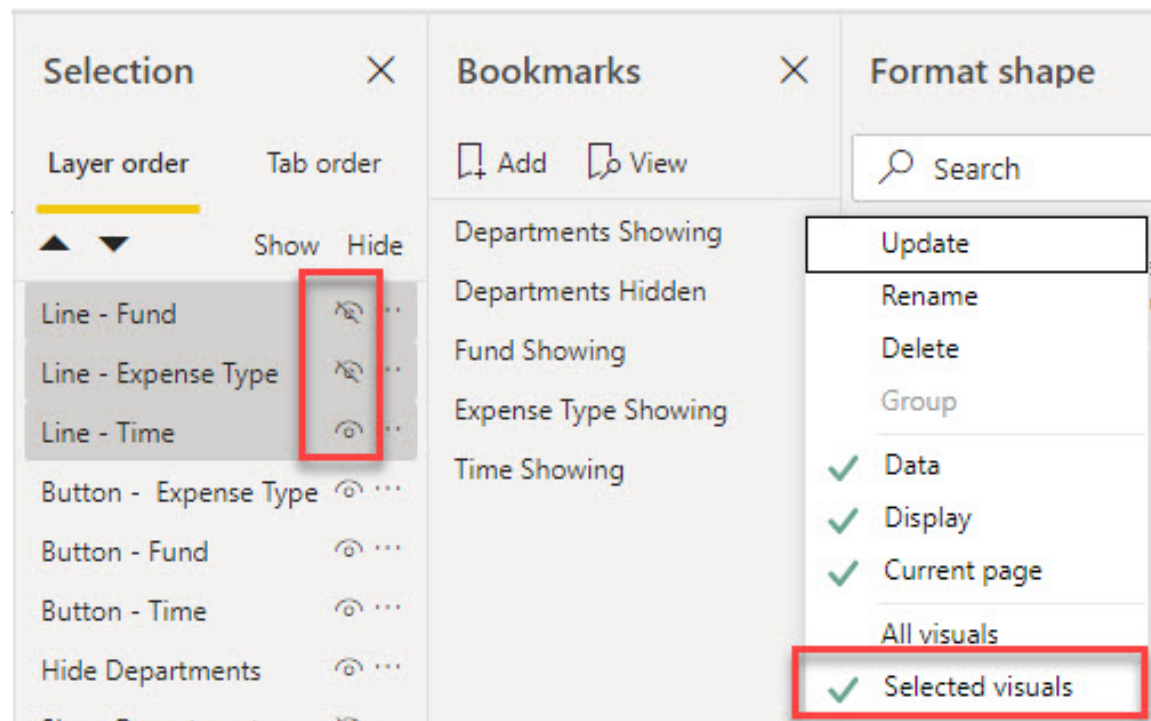 Selection
Layer order Tab order
Show Hide
Line - Fund
Line - Expense Type
Line - Time
Button - Expense Type
Button - Fund
Button - Time
Hide Departments
Bookmarks
Add View
Departments Showing
Departments Hidden
Fund Showing
Expense Type Showing
Time Showing
Format shape
Search
Update
Rename
Delete
Group
Data
Display
Current page
All visuals
Selected visuals